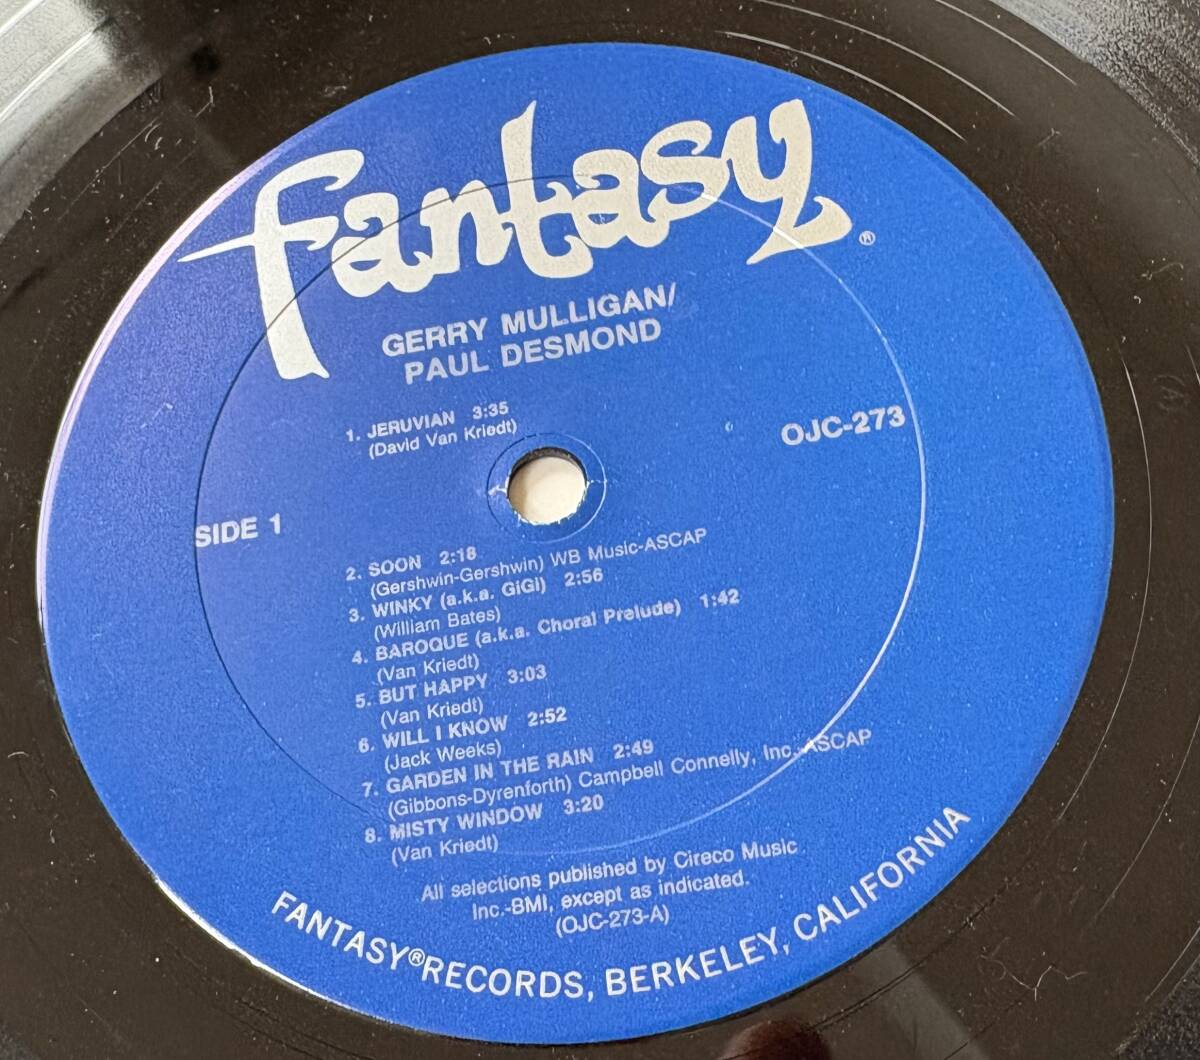 Fantasy®
GERRY MULLIGAN/
PAUL DESMOND
1. JERUVIAN 3:35
(David Van Kriedt)
OJC-273
SIDE 1
2. SOON 2:18
(Gershwin-Gershwin) WB Music-ASCAP
3. WINKY (a.k.a. GiGi) 2:56
(William Bates)
4. BAROQUE (a.k.a. Choral Prelude) 1:42
(Van Kriedt)
5. BUT HAPPY 3:03
(Van Kriedt)
6. WILL I KNOW 2:52
(Jack Weeks)
7. GARDEN IN THE RAIN 2:49
(Gibbons-Dyrenforth) Campbell Connelly, Inc.-ASCAP
8. MISTY WINDOW 3:20
(Van Kriedt)
All selections published by Cireco Music
Inc.-BMI, except as indicated.
(OJC-273-A)
FANTASY® RECORDS, BERKELEY, CALIFORNIA